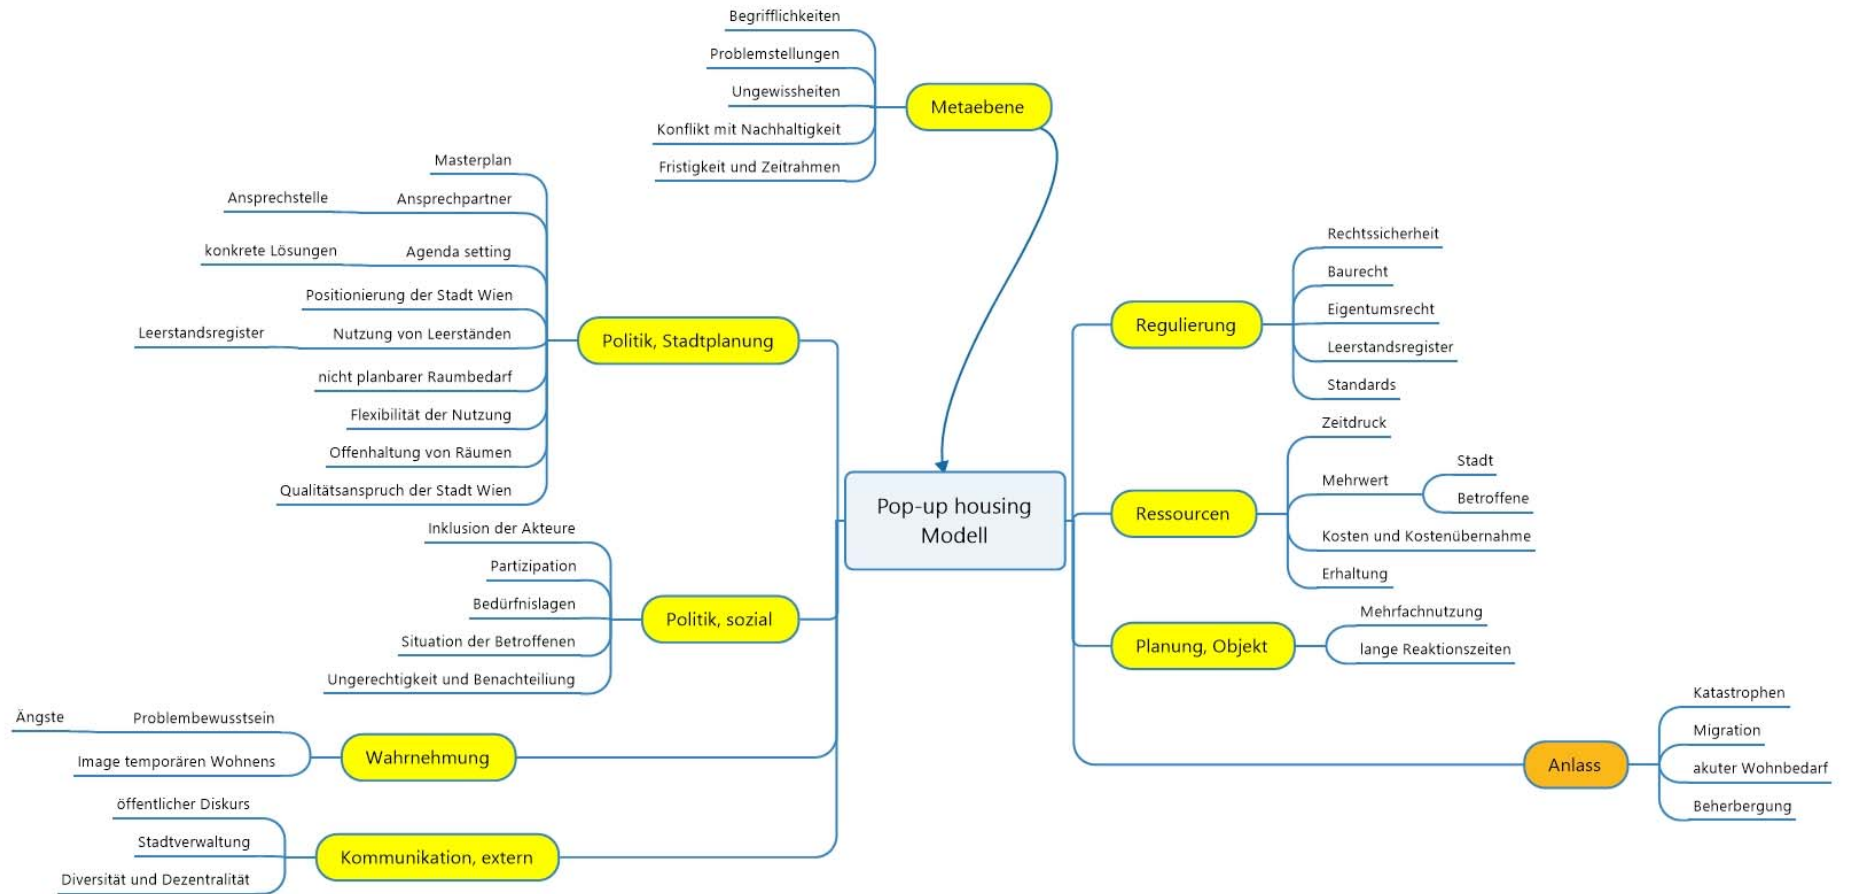 Begrifflichkeiten
Problemstellungen
Ungewissheiten
Konflikt mit Nachhaltigkeit
Fristigkeit und Zeitrahmen
Metaebene
Masterplan
Ansprechstelle
Ansprechpartner
konkrete Lösungen
Agenda setting
Positionierung der Stadt Wien
Leerstandsregister
Nutzung von Leerständen
nicht planbarer Raumbedarf
Flexibilität der Nutzung
Offenhaltung von Räumen
Qualitätsanspruch der Stadt Wien
Politik, Stadtplanung
Inklusion der Akteure
Partizipation
Bedürfnislagen
Situation der Betroffenen
Ungerechtigkeit und Benachteiliung
Politik, sozial
Ängste
Problembewusstsein
Image temporären Wohnens
Wahrnehmung
öffentlicher Diskurs
Stadtverwaltung
Diversität und Dezentralität
Kommunikation, extern
Pop-up housing
Modell
Regulierung
Rechtssicherheit
Baurecht
Eigentumsrecht
Leerstandsregister
Standards
Ressourcen
Zeitdruck
Mehrwert
Stadt
Betroffene
Kosten und Kostenübernahme
Erhaltung
Planung, Objekt
Mehrfachnutzung
lange Reaktionszeiten
Anlass
Katastrophen
Migration
akuter Wohnbedarf
Beherbergung